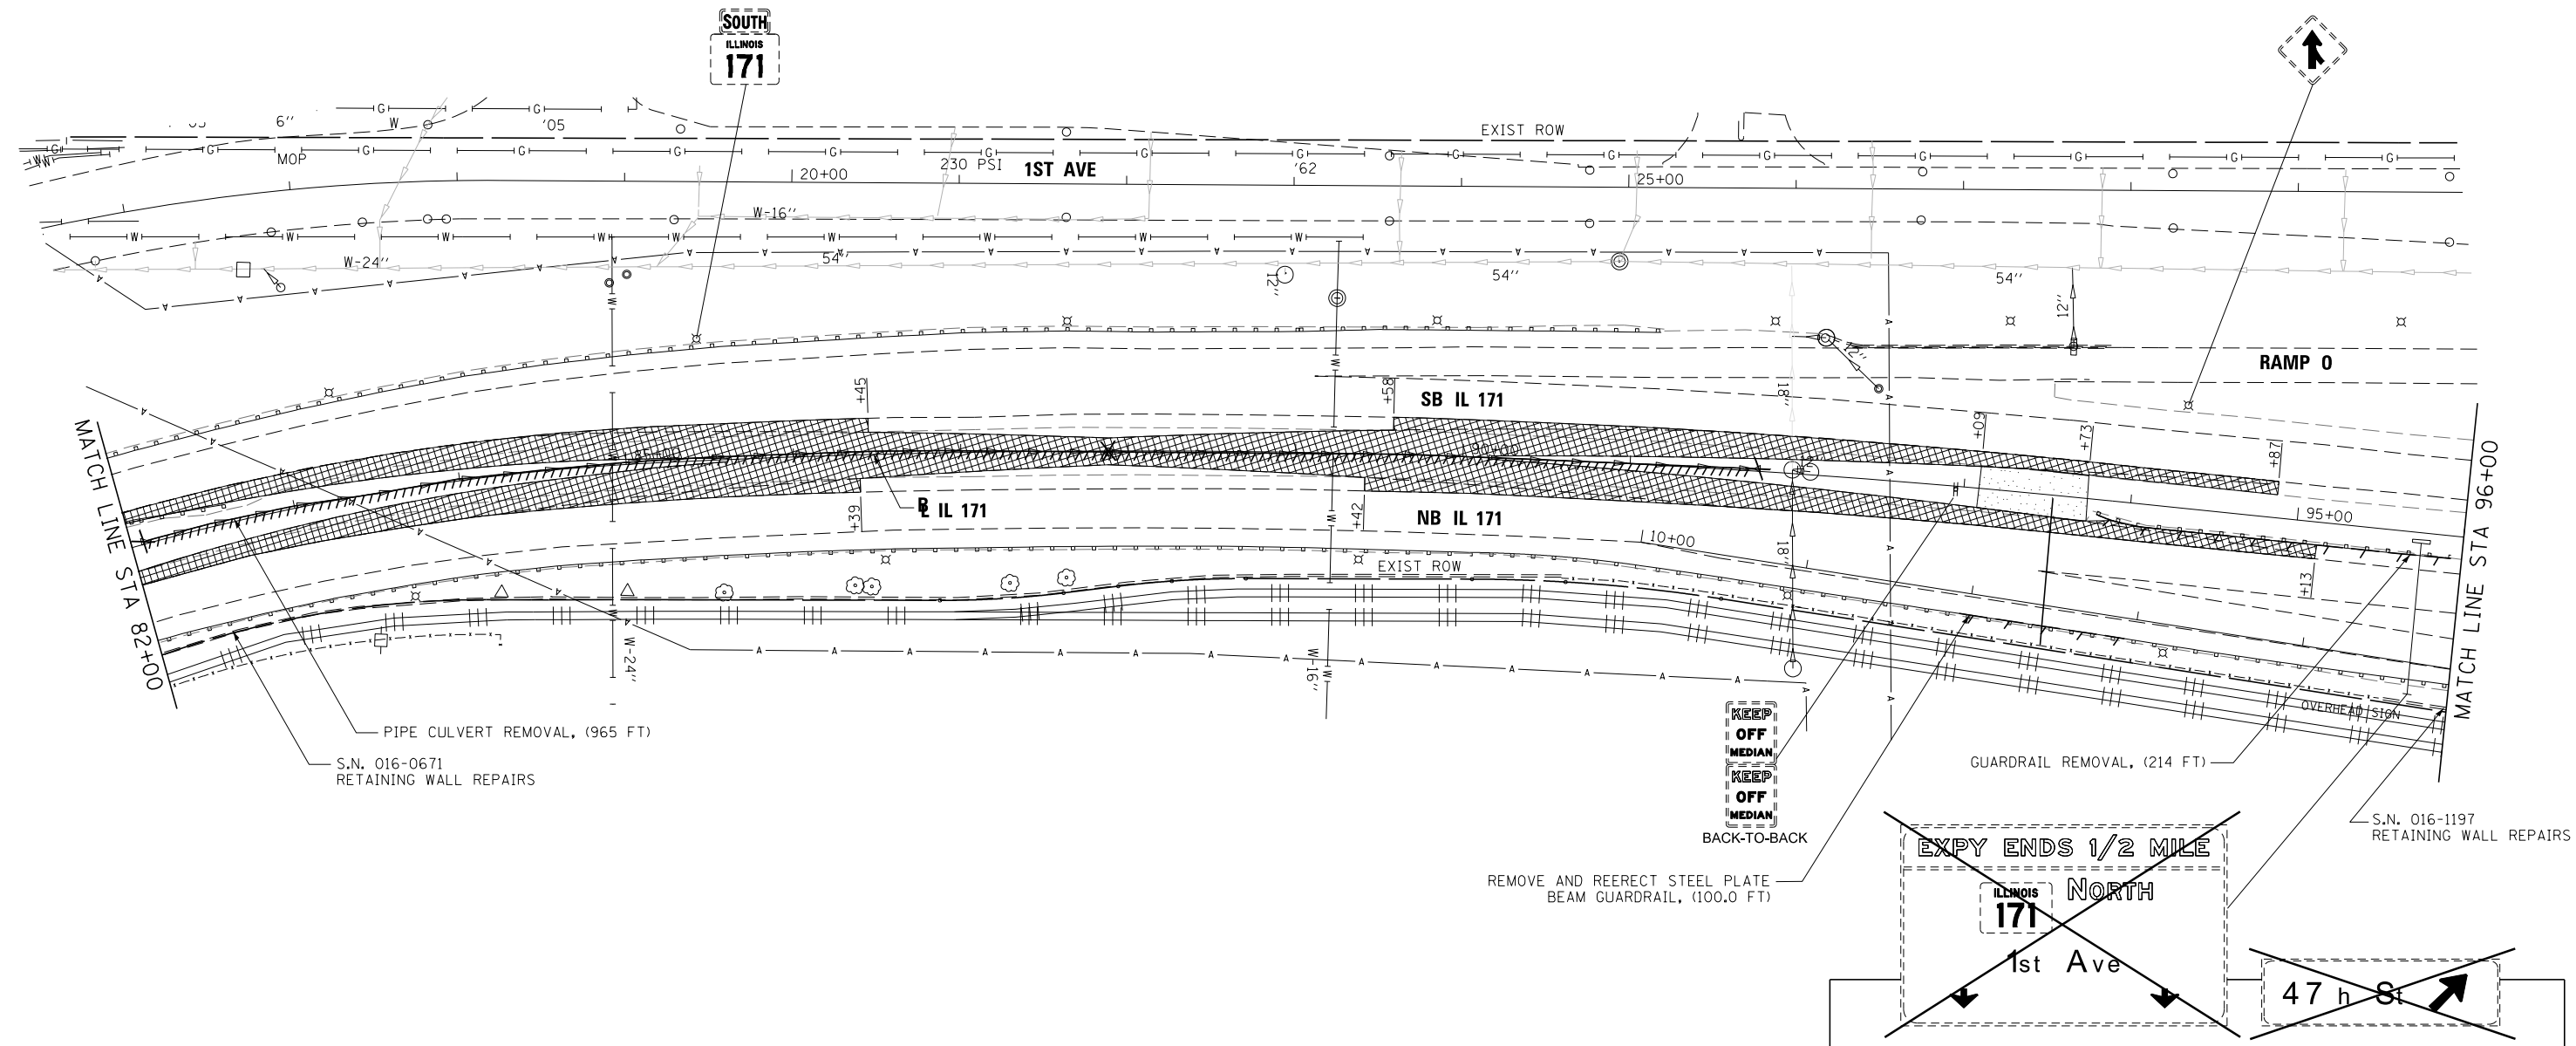 SOUTH
ILLINOIS
171
6"
W
'05
MOP
EXIST ROW
230 PSI
1ST AVE
'62
20+00
25+00
W-16"
W-24"
54"
54"
54"
12"
12"
12"
18"
RAMP O
SB IL 171
+45
+58
+09
+73
+87
90+00
95+00
MATCH LINE STA 82+00
MATCH LINE STA 96+00
+39
+42
+13
IL 171
NB IL 171
10+00
18"
EXIST ROW
W-24"
W-16"
OVERHEAD SIGN
PIPE CULVERT REMOVAL, (965 FT)
S.N. 016-0671
RETAINING WALL REPAIRS
KEEP
OFF
MEDIAN
KEEP
OFF
MEDIAN
BACK-TO-BACK
GUARDRAIL REMOVAL, (214 FT)
S.N. 016-1197
RETAINING WALL REPAIRS
REMOVE AND REERECT STEEL PLATE
BEAM GUARDRAIL, (100.0 FT)
EXPY ENDS 1/2 MILE
ILLINOIS
171
NORTH
1st Ave
47 h St